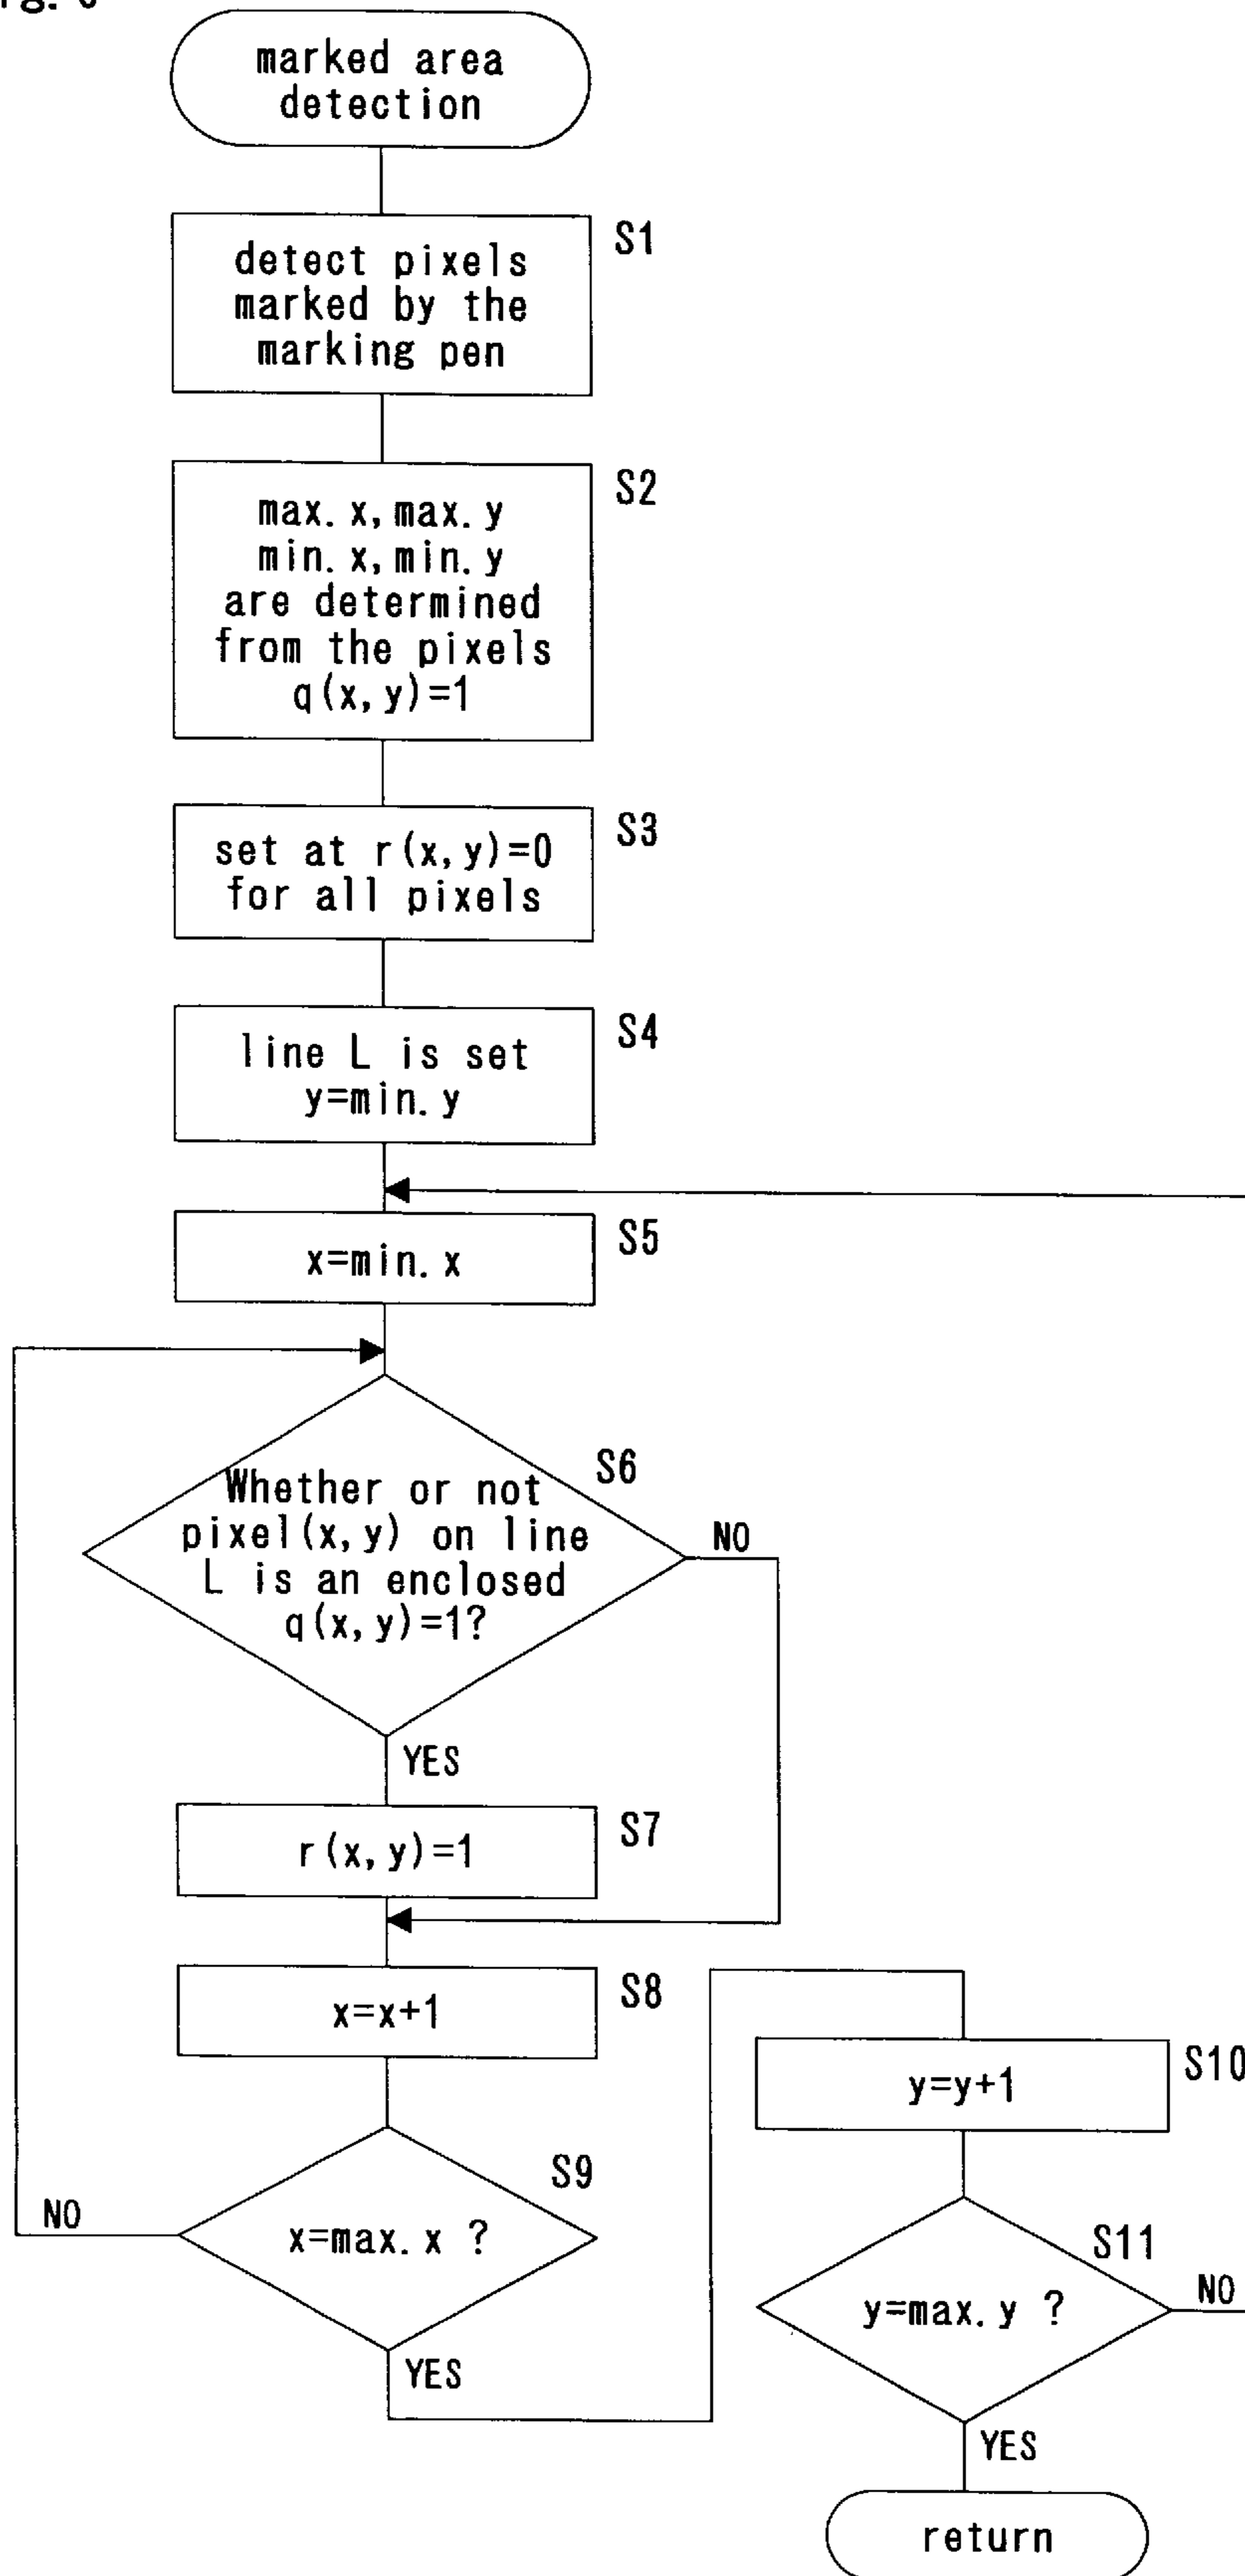 marked area
detection
S1
detect pixels
marked by the
marking pen
S2
max. x, max. y
min. x, min. y
are determined
from the pixels
q(x, y)=1
S3
set at r(x, y)=0
for all pixels
S4
line L is set
y=min. y
S5
x=min. x
S6
Whether or not
pixel(x, y) on line
L is an enclosed
q(x, y)=1?
NO
YES
S7
r(x, y)=1
S8
x=x+1
S9
x=max. x ?
NO
YES
S10
y=y+1
S11
y=max. y ?
NO
YES
return